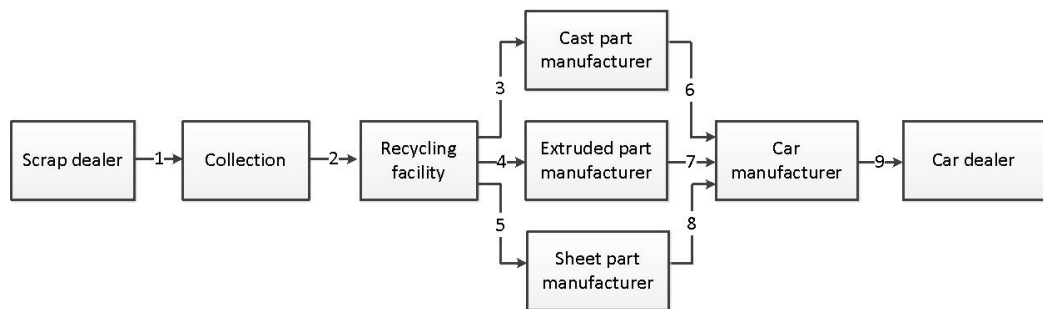 Cast part
manufacturer
3
6
Scrap dealer
1
Collection
2
Recycling
facility
4
Extruded part
manufacturer
7
Car
manufacturer
9
Car dealer
5
8
Sheet part
manufacturer